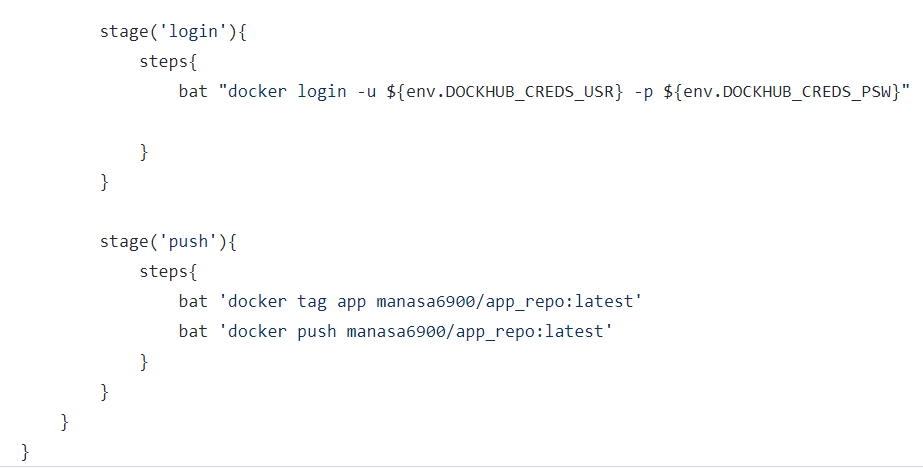 stage('login'){
steps{
bat "docker login -u ${env.DOCKHUB_CREDS_USR} -p ${env.DOCKHUB_CREDS_PSW}"
}
}
stage('push'){
steps{
bat 'docker tag app manasa6900/app_repo:latest'
bat 'docker push manasa6900/app_repo:latest'
}
}
}
}